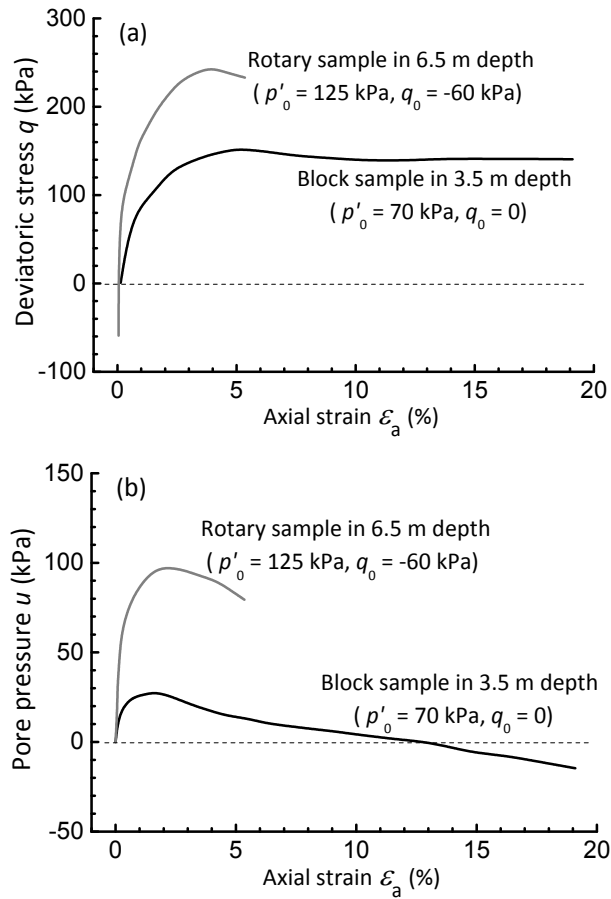 (a)
300
200
100
0
-100
Deviatoric stress q (kPa)
Rotary sample in 6.5 m depth
( p'₀ = 125 kPa, q₀ = -60 kPa)
Block sample in 3.5 m depth
( p'₀ = 70 kPa, q₀ = 0)
0 5 10 15 20
Axial strain εₐ (%)
(b)
150
100
50
0
-50
Pore pressure u (kPa)
Rotary sample in 6.5 m depth
( p'₀ = 125 kPa, q₀ = -60 kPa)
Block sample in 3.5 m depth
( p'₀ = 70 kPa, q₀ = 0)
0 5 10 15 20
Axial strain εₐ (%)